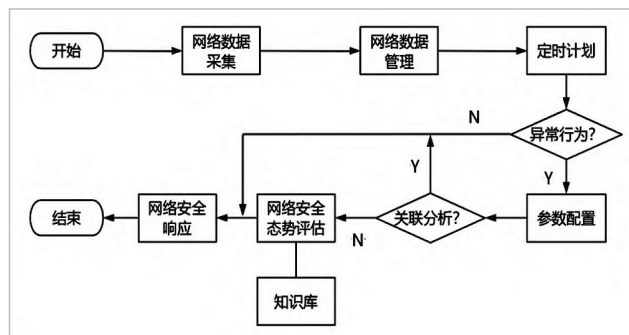 开始
网络数据
采集
网络数据
管理
定时计划
N
异常行为?
Y
Y
结束
网络安全
响应
网络安全
态势评估
N
关联分析?
参数配置
知识库